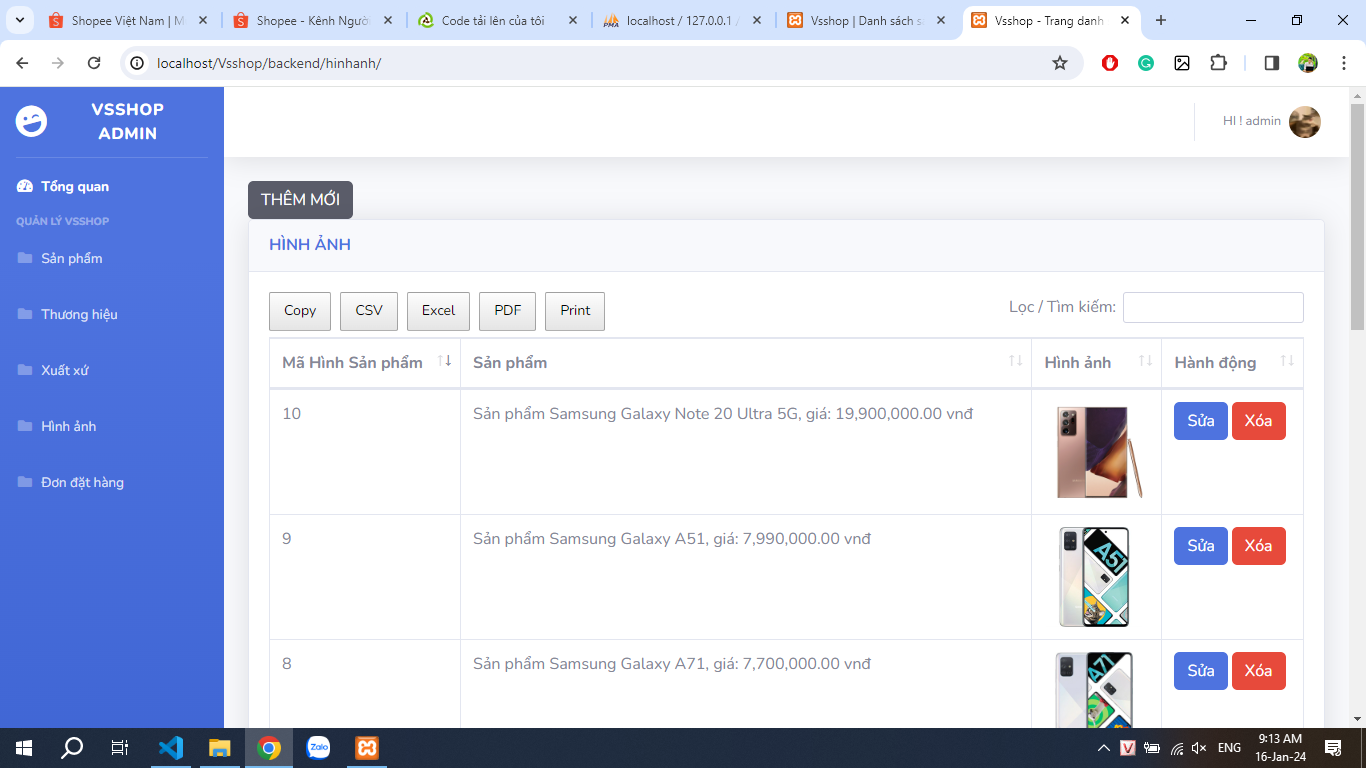 Shopee Việt Nam | M
Shopee - Kênh Người
Code tải lên của tôi
localhost / 127.0.0.1 /
Vsshop | Danh sách s
Vsshop - Trang danh
localhost/Vsshop/backend/hinhanh/
VSSHOP
ADMIN
HI ! admin
Tổng quan
QUẢN LÝ VSSHOP
Sản phẩm
Thương hiệu
Xuất xứ
Hình ảnh
Đơn đặt hàng
THÊM MỚI
HÌNH ẢNH
Copy CSV Excel PDF Print
Lọc / Tìm kiếm:
Mã Hình Sản phẩm Sản phẩm Hình ảnh Hành động
10 Sản phẩm Samsung Galaxy Note 20 Ultra 5G, giá: 19,900,000.00 vnđ Sửa Xóa
9 Sản phẩm Samsung Galaxy A51, giá: 7,990,000.00 vnđ A51 Sửa Xóa
8 Sản phẩm Samsung Galaxy A71, giá: 7,700,000.00 vnđ A71 Sửa Xóa
Zalo
V
ENG
9:13 AM
16-Jan-24